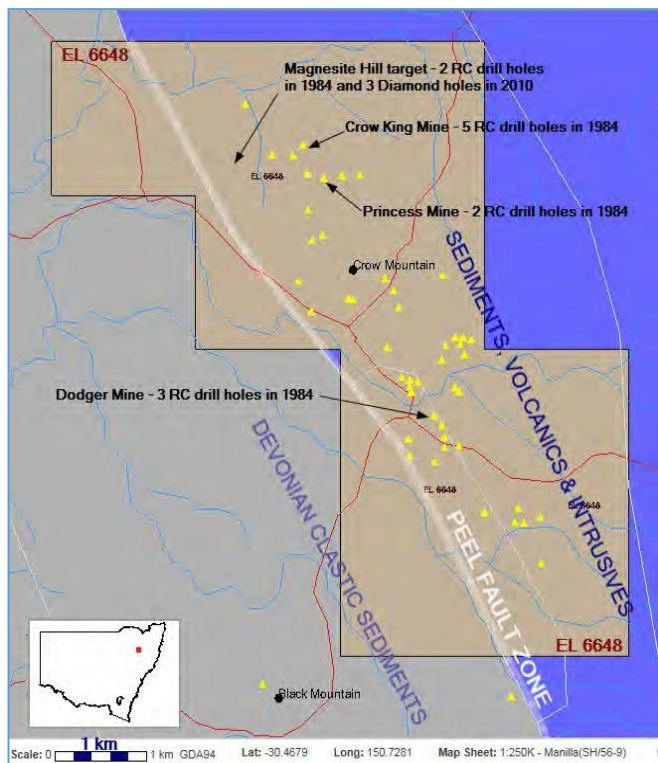 EL 6648
Magnesite Hill target - 2 RC drill holes
in 1984 and 3 Diamond holes in 2010
Crow King Mine - 5 RC drill holes in 1984
EL 6648
Princess Mine - 2 RC drill holes in 1984
Crow Mountain
SEDIMENTS, VOLCANICS & INTRUSIVES
Dodger Mine - 3 RC drill holes in 1984
DEVONIAN CLASTIC SEDIMENTS
EL 6648
EL 6648
PEEL FAULT ZONE
EL 6648
Black Mountain
1 km
Scale: 0 1 km GDA94 Lat: -30.4679 Long: 150.7281 Map Sheet: 1:250K - Manilla(SH/56-9)